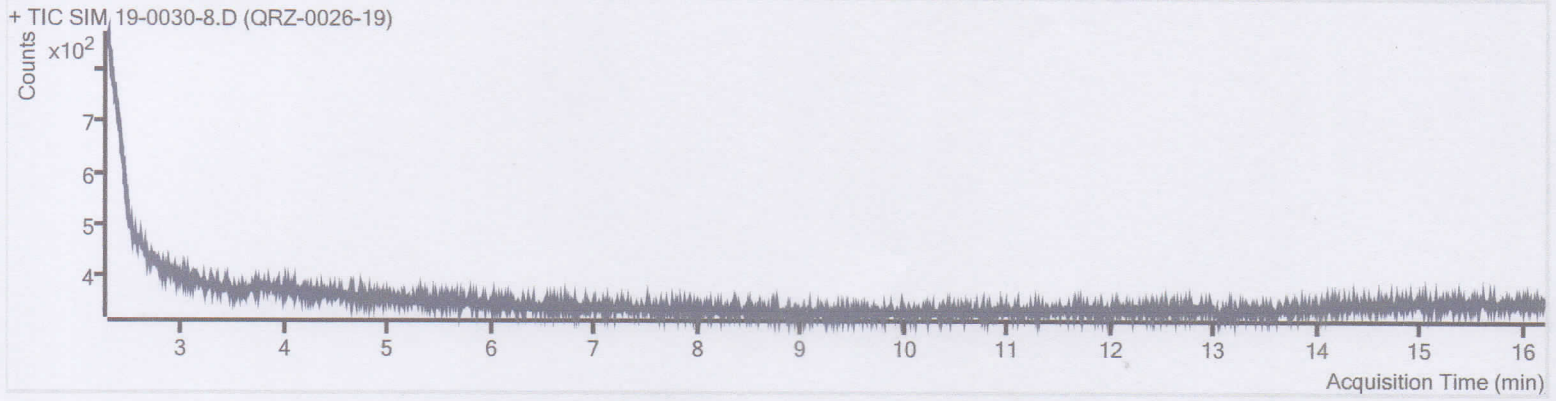 + TIC SIM 19-0030-8.D (QRZ-0026-19)
Counts
x10²
7
6
5
4
3 4 5 6 7 8 9 10 11 12 13 14 15 16
Acquisition Time (min)